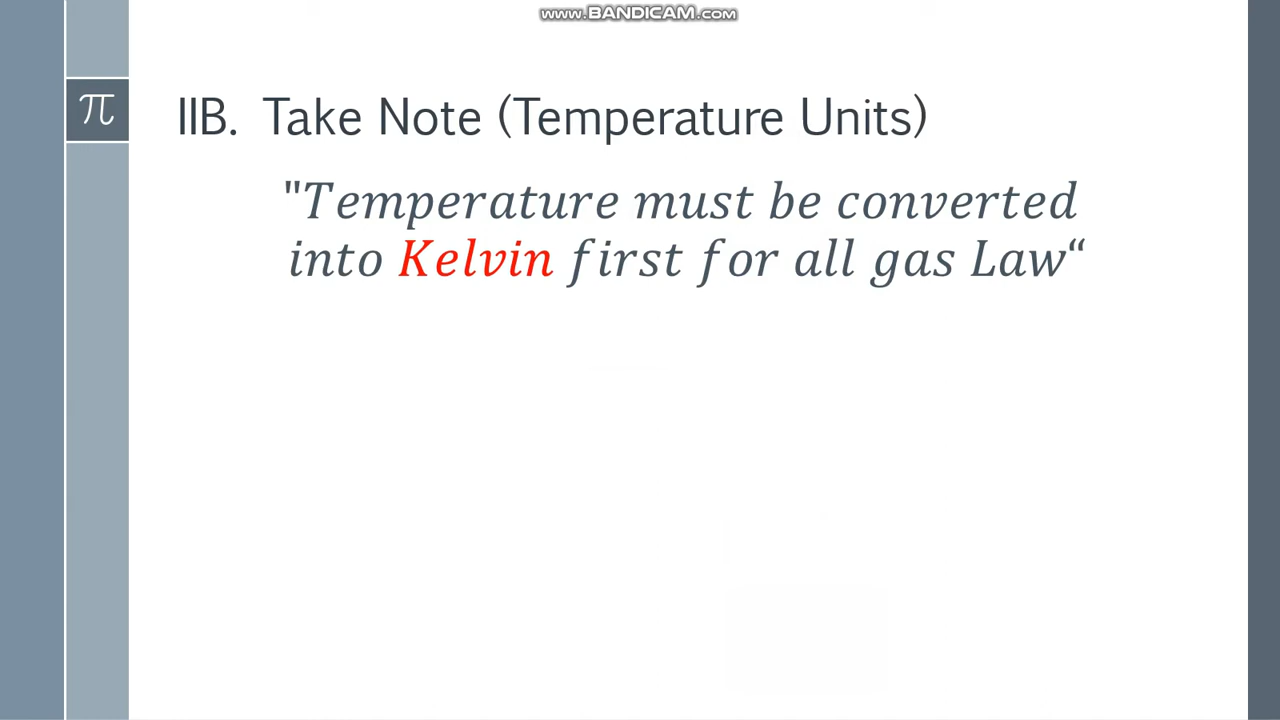 www.BANDICAM.com
π
IIB. Take Note (Temperature Units)
"Temperature must be converted
into Kelvin first for all gas Law“